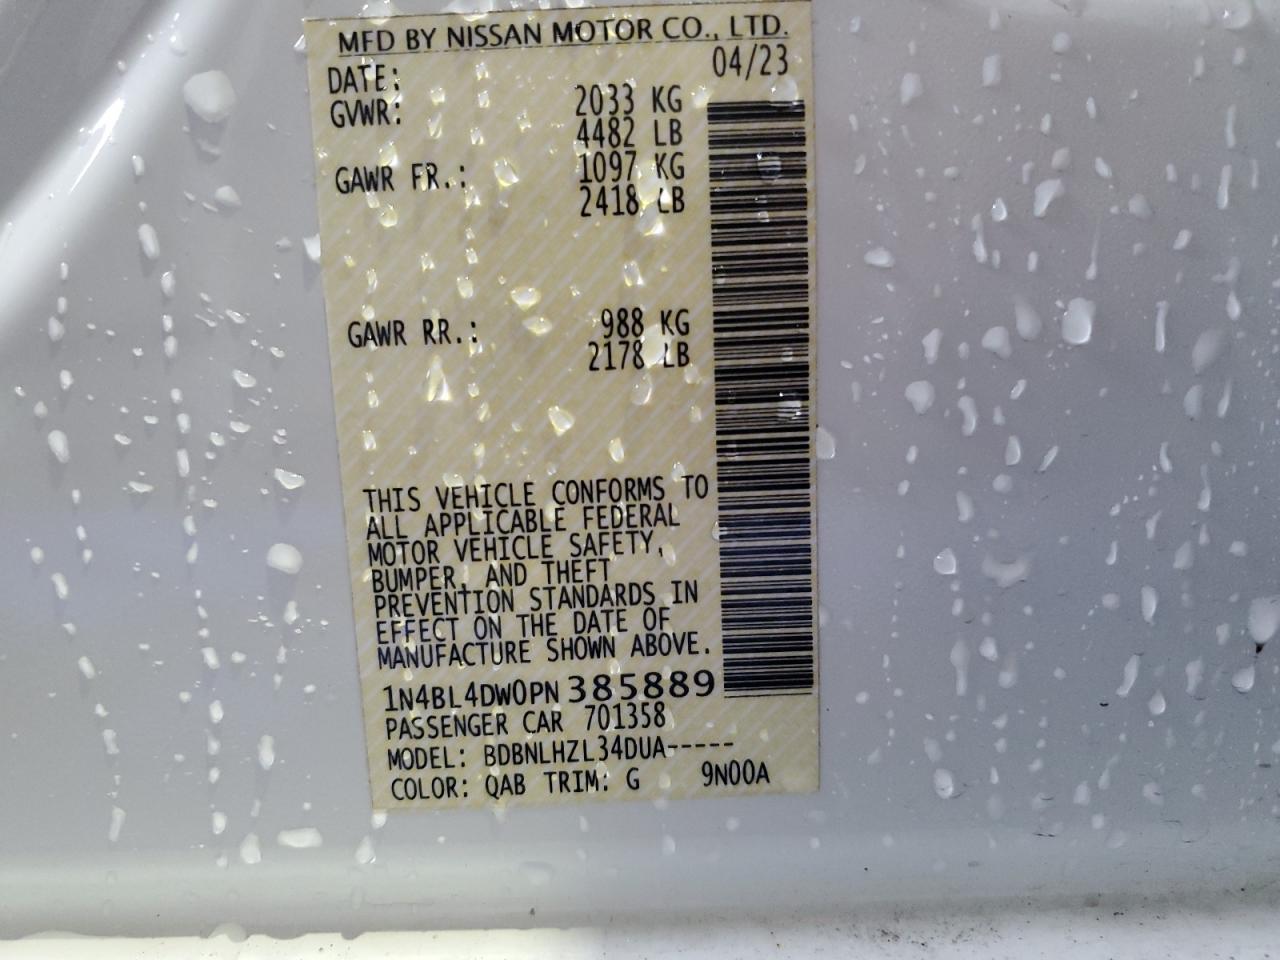 MFD BY NISSAN MOTOR CO., LTD.
DATE: 04/23
GVWR: 2033 KG
4482 LB
GAWR FR.: 1097 KG
2418 LB
GAWR RR.: 988 KG
2178 LB
THIS VEHICLE CONFORMS TO
ALL APPLICABLE FEDERAL
MOTOR VEHICLE SAFETY,
BUMPER, AND THEFT
PREVENTION STANDARDS IN
EFFECT ON THE DATE OF
MANUFACTURE SHOWN ABOVE.
1N4BL4DW0PN385889
PASSENGER CAR 701358
MODEL: BDBNLHZL34DUA-----
COLOR: QAB TRIM: G 9N00A